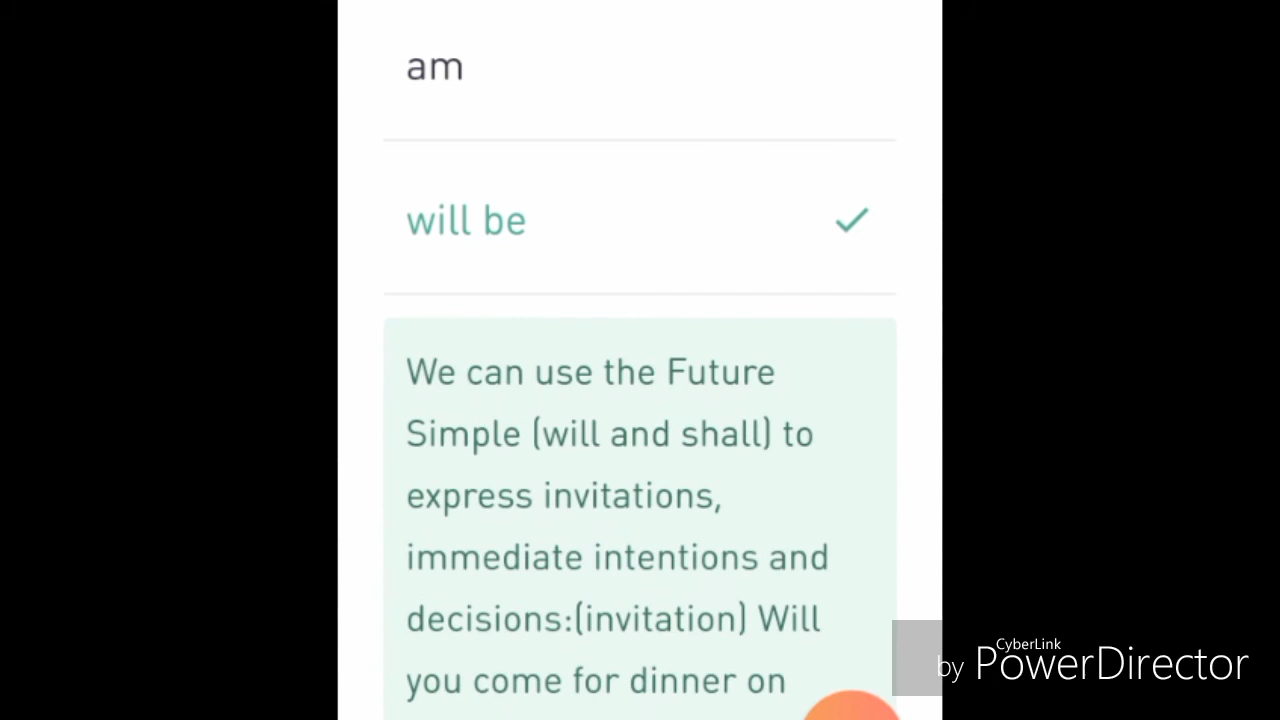 am
will be
We can use the Future
Simple (will and shall) to
express invitations,
immediate intentions and
decisions:(invitation) Will
you come for dinner on
CyberLink
by PowerDirector